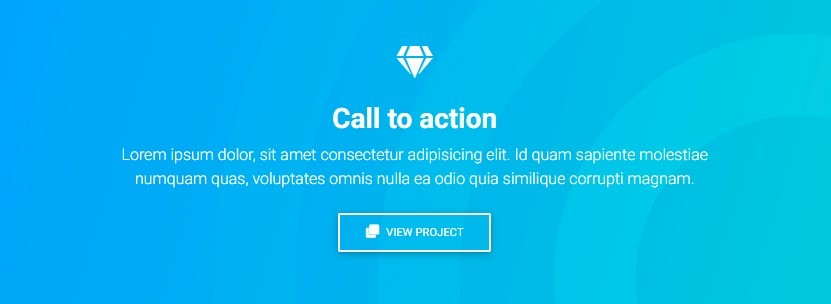 Call to action
Lorem ipsum dolor, sit amet consectetur adipisicing elit. Id quam sapiente molestiae
numquam quas, voluptates omnis nulla ea odio quia similique corrupti magnam.
VIEW PROJECT